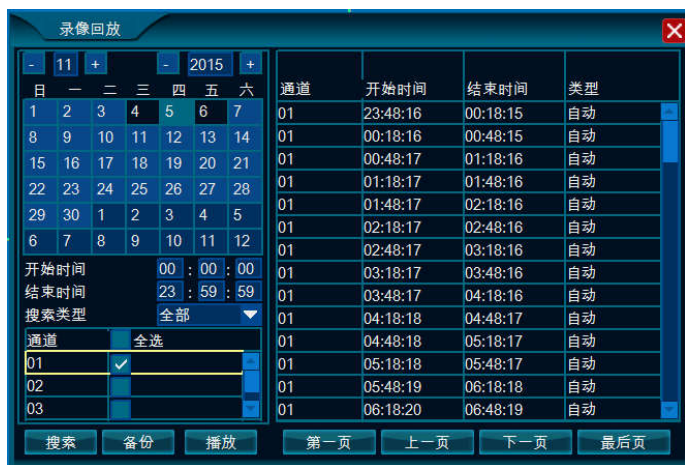 录像回放
- 11 + - 2015 +
日 一 二 三 四 五 六
1 2 3 4 5 6 7
8 9 10 11 12 13 14
15 16 17 18 19 20 21
22 23 24 25 26 27 28
29 30 1 2 3 4 5
6 7 8 9 10 11 12
开始时间 00 : 00 : 00
结束时间 23 : 59 : 59
搜索类型 全部
通道 全选
01
02
03
搜索 备份 播放
通道 开始时间 结束时间 类型
01 23:48:16 00:18:15 自动
01 00:18:16 00:48:15 自动
01 00:48:17 01:18:16 自动
01 01:18:17 01:48:16 自动
01 01:48:17 02:18:16 自动
01 02:18:17 02:48:16 自动
01 02:48:17 03:18:16 自动
01 03:18:17 03:48:16 自动
01 03:48:17 04:18:16 自动
01 04:18:18 04:48:17 自动
01 04:48:18 05:18:17 自动
01 05:18:18 05:48:17 自动
01 05:48:19 06:18:18 自动
01 06:18:20 06:48:19 自动
第一页 上一页 下一页 最后页